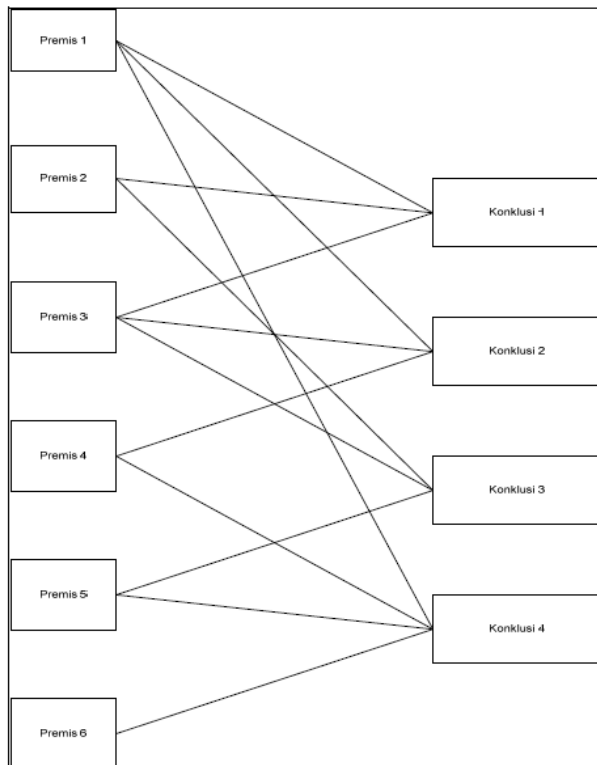 Premis 1
Premis 2
Konklusi 1
Premis 3
Konklusi 2
Premis 4
Konklusi 3
Premis 5
Konklusi 4
Premis 6